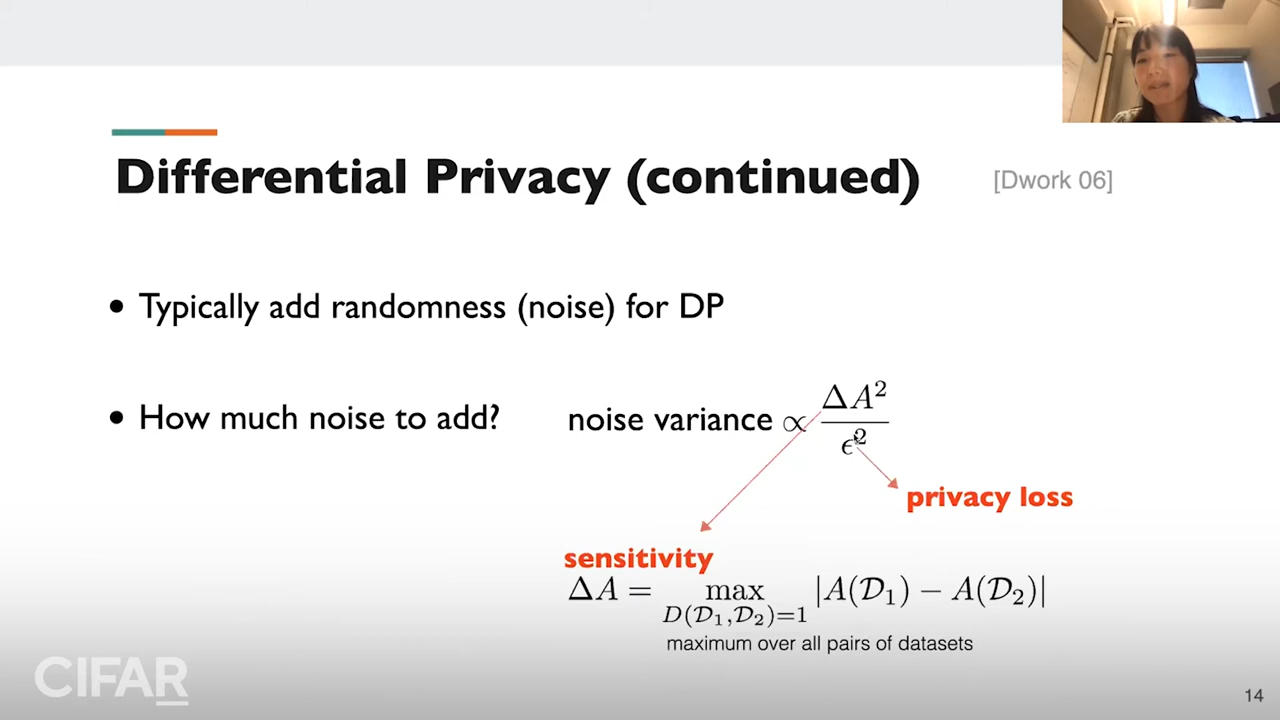 Differential Privacy (continued)
[Dwork 06]
• Typically add randomness (noise) for DP
• How much noise to add?
noise variance ∝ ΔA² / ϵ²
privacy loss
sensitivity
ΔA = max |A(𝒟₁) − A(𝒟₂)|
D(𝒟₁,𝒟₂)=1
maximum over all pairs of datasets
CIFAR
14